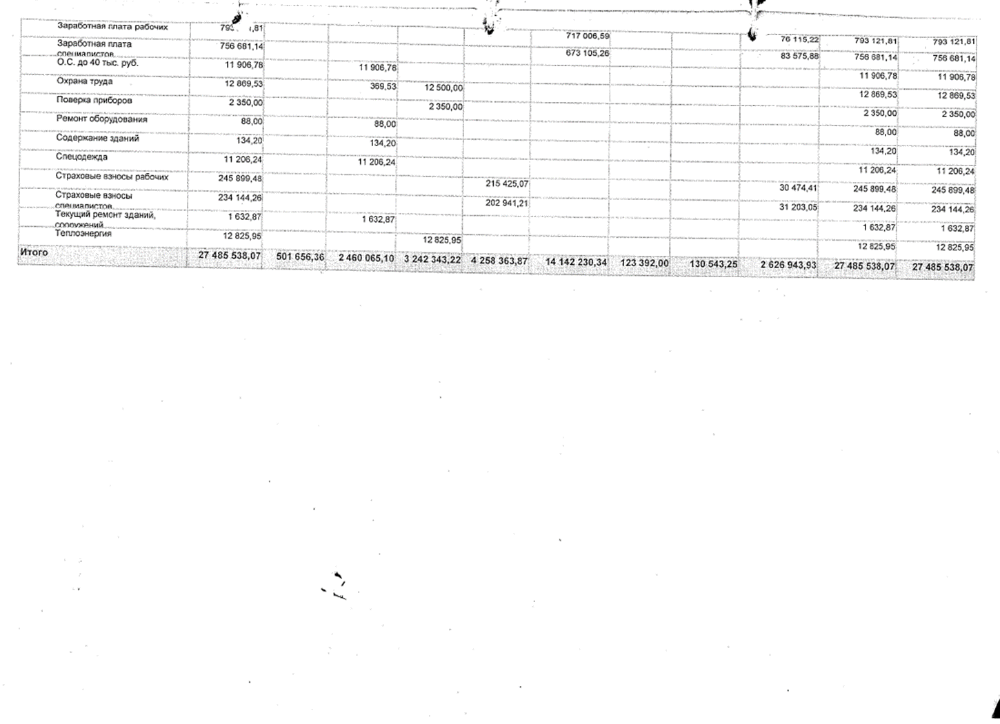 Заработная плата рабочих 717 006,59 76 115,22 793 121,81 793 121,81
Заработная плата 756 681,14 673 105,26 83 575,88 756 681,14 756 681,14
специалистов
О.С. до 40 тыс. руб. 11 906,78 11 906,78 11 906,78 11 906,78
Охрана труда 12 869,53 369,53 12 500,00 12 869,53 12 869,53
Поверка приборов 2 350,00 2 350,00 2 350,00 2 350,00
Ремонт оборудования 88,00 88,00 88,00 88,00
Содержание зданий 134,20 134,20 134,20 134,20
Спецодежда 11 206,24 11 206,24 11 206,24 11 206,24
Страховые взносы рабочих 245 899,48 215 425,07 30 474,41 245 899,48 245 899,48
Страховые взносы 234 144,26 202 941,21 31 203,05 234 144,26 234 144,26
специалистов
Текущий ремонт зданий, 1 632,87 1 632,87 1 632,87 1 632,87
сооружений
Теплоэнергия 12 825,95 12 825,95 12 825,95 12 825,95
Итого 27 485 538,07 501 656,36 2 460 065,10 3 242 343,22 4 258 363,87 14 142 230,34 123 392,00 130 543,25 2 626 943,93 27 485 538,07 27 485 538,07